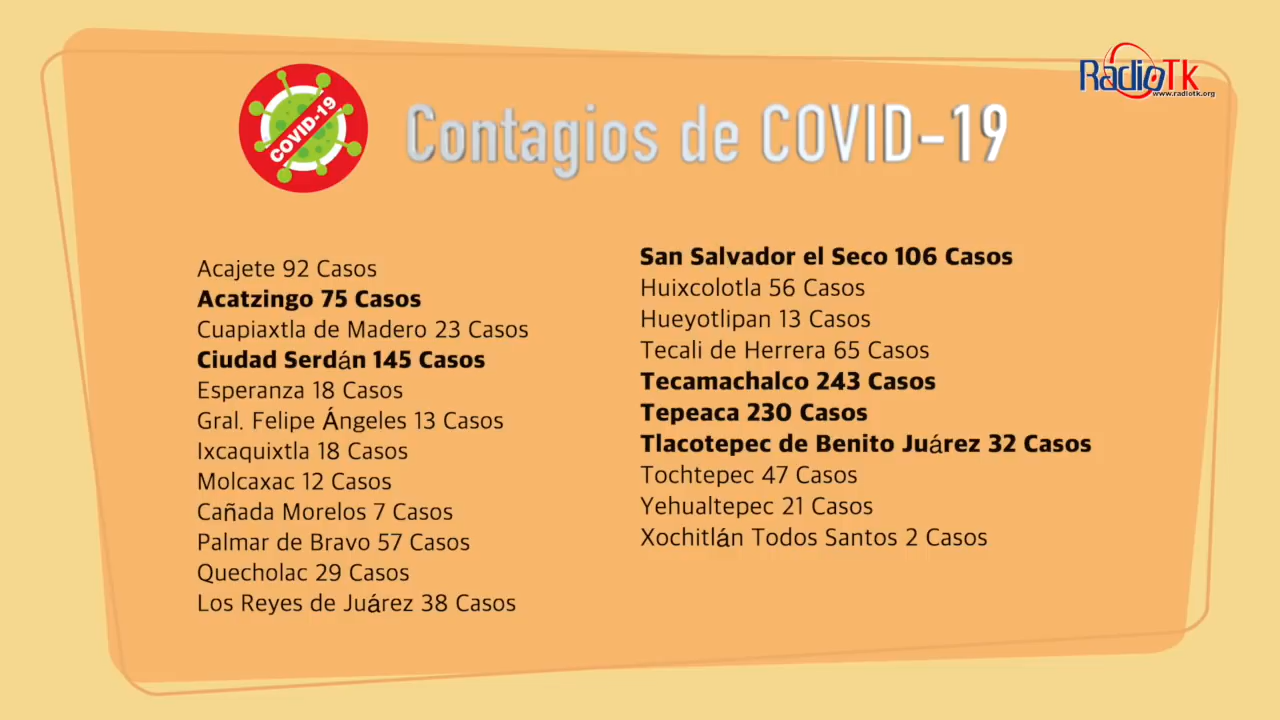 RadioTk
www.radiotk.org
COVID-19
Contagios de COVID-19
Acajete 92 Casos
Acatzingo 75 Casos
Cuapiaxtla de Madero 23 Casos
Ciudad Serdán 145 Casos
Esperanza 18 Casos
Gral. Felipe Ángeles 13 Casos
Ixcaquixtla 18 Casos
Molcaxac 12 Casos
Cañada Morelos 7 Casos
Palmar de Bravo 57 Casos
Quecholac 29 Casos
Los Reyes de Juárez 38 Casos
San Salvador el Seco 106 Casos
Huixcolotla 56 Casos
Hueyotlipan 13 Casos
Tecali de Herrera 65 Casos
Tecamachalco 243 Casos
Tepeaca 230 Casos
Tlacotepec de Benito Juárez 32 Casos
Tochtepec 47 Casos
Yehualtepec 21 Casos
Xochitlán Todos Santos 2 Casos